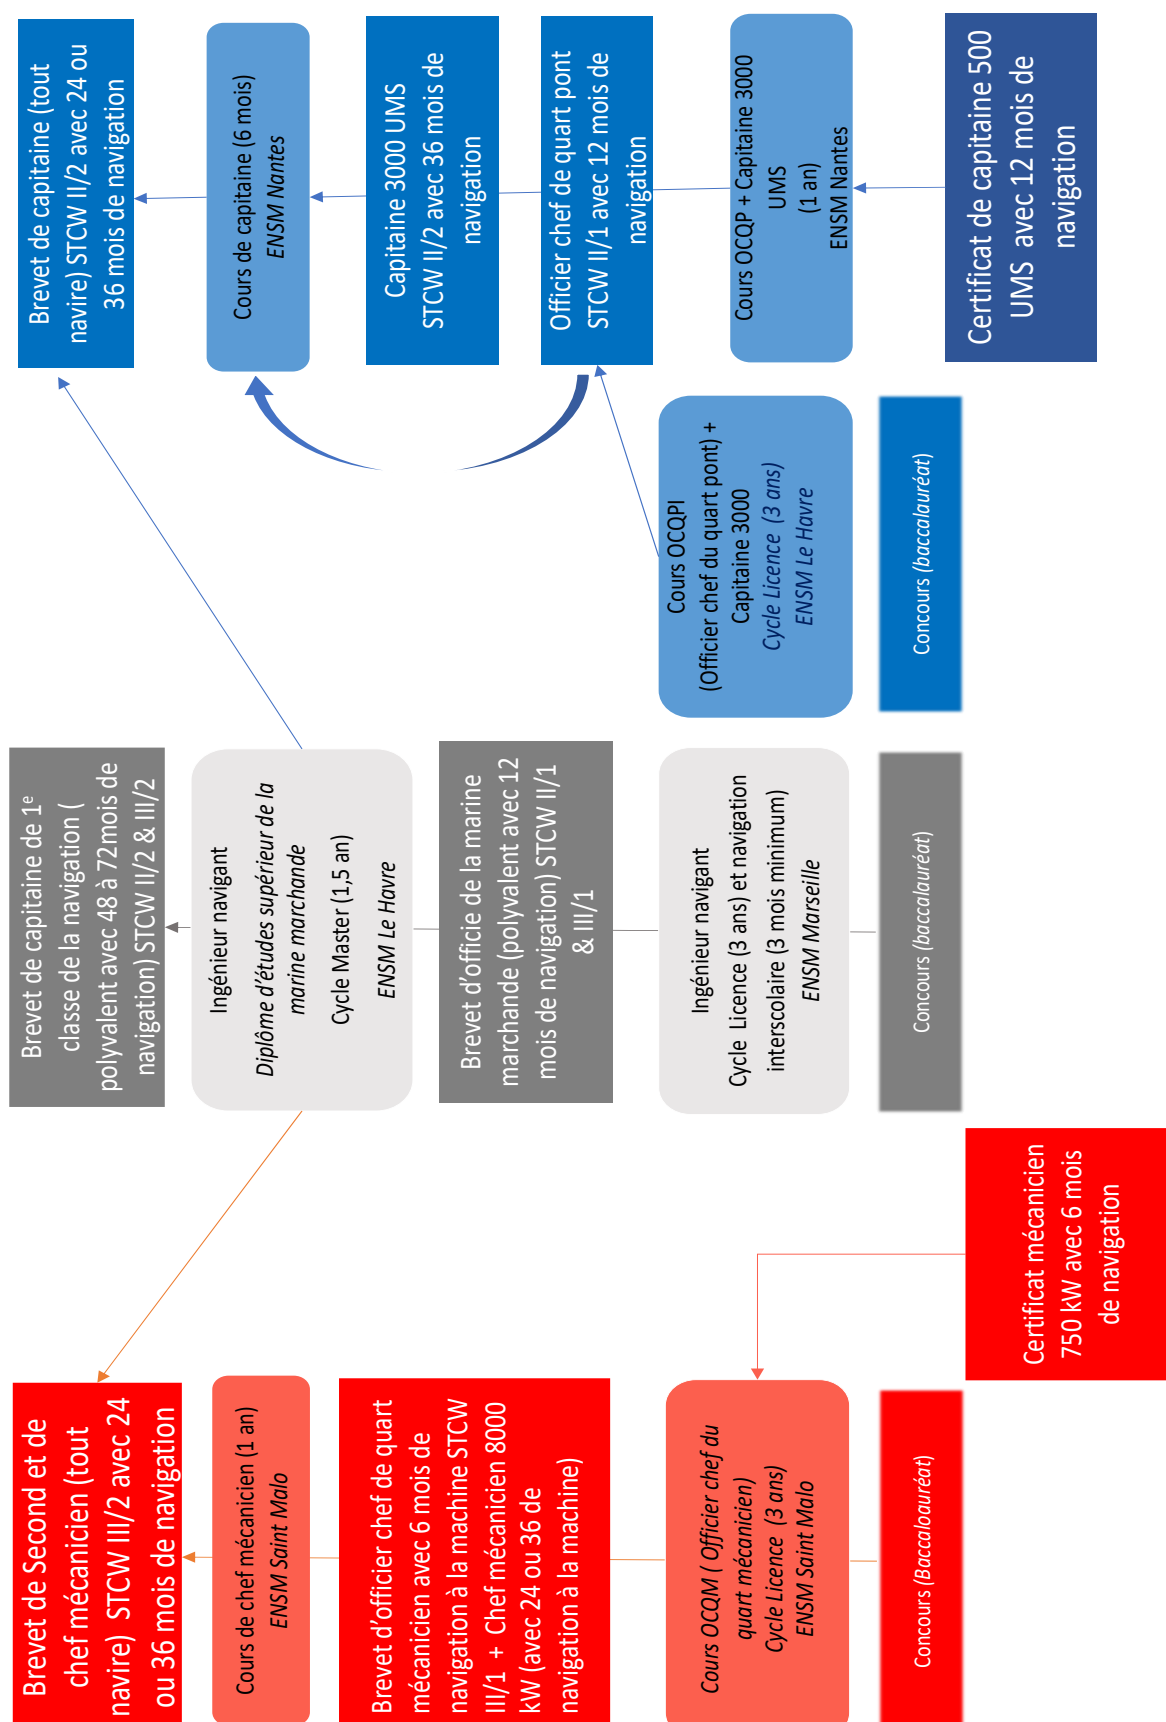 Brevet de Second et de
chef mécanicien (tout
navire) STCW III/2 avec 24
ou 36 mois de navigation
Cours de chef mécanicien (1 an)
ENSM Saint Malo
Brevet d'officier chef de quart
mécanicien avec 6 mois de
navigation à la machine STCW
III/1 + Chef mécanicien 8000
kW (avec 24 ou 36 de
navigation à la machine)
Cours OCQM ( Officier chef du
quart mécanicien)
Cycle Licence (3 ans)
ENSM Saint Malo
Concours (Baccaloauréat)
Certificat mécanicien
750 kW avec 6 mois
de navigation
Brevet de capitaine de 1e
classe de la navigation (
polyvalent avec 48 à 72mois de
navigation) STCW II/2 & III/2
Ingénieur navigant
Diplôme d'études supérieur de la
marine marchande
Cycle Master (1,5 an)
ENSM Le Havre
Brevet d'officie de la marine
marchande (polyvalent avec 12
mois de navigation) STCW II/1
& III/1
Ingénieur navigant
Cycle Licence (3 ans) et navigation
interscolaire (3 mois minimum)
ENSM Marseille
Concours (baccalauréat)
Brevet de capitaine (tout
navire) STCW II/2 avec 24 ou
36 mois de navigation
Cours de capitaine (6 mois)
ENSM Nantes
Capitaine 3000 UMS
STCW II/2 avec 36 mois de
navigation
Officier chef de quart pont
STCW II/1 avec 12 mois de
navigation
Cours OCQPI
(Officier chef du quart pont) +
Capitaine 3000
Cycle Licence (3 ans)
ENSM Le Havre
Concours (baccalauréat)
Cours OCQP + Capitaine 3000
UMS
(1 an)
ENSM Nantes
Certificat de capitaine 500
UMS avec 12 mois de
navigation